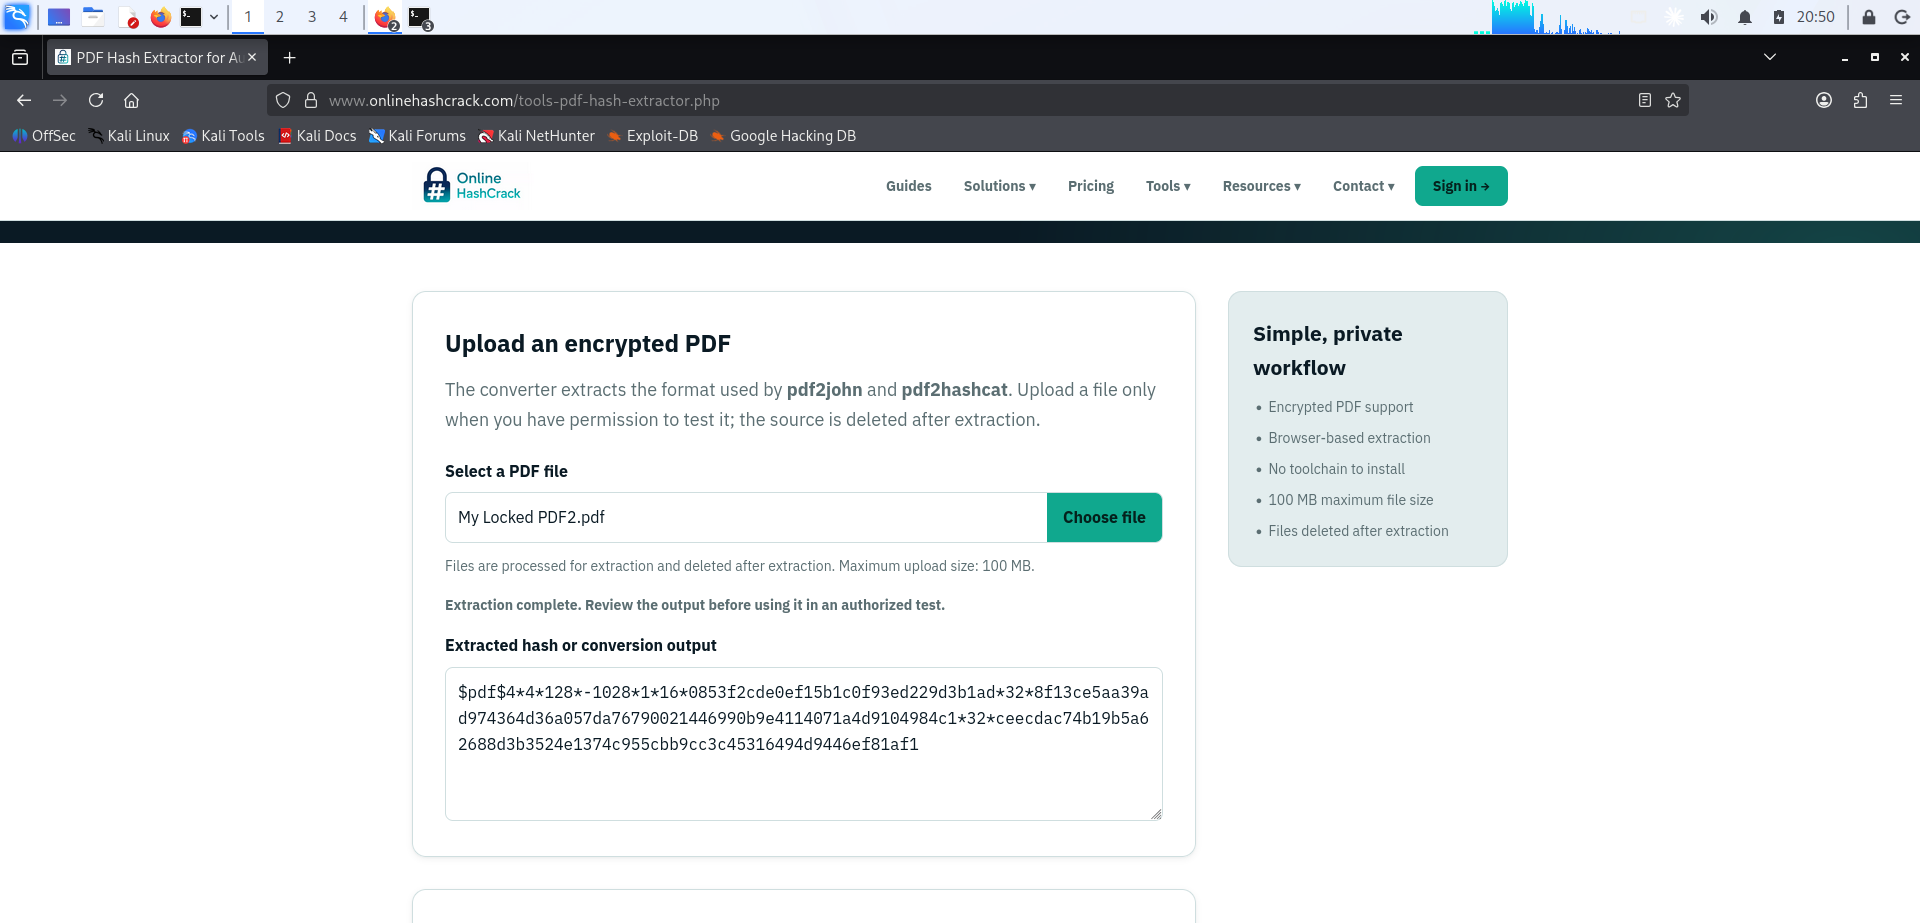 1
2
3
4
2
3
20:50
PDF Hash Extractor for Au
www.onlinehashcrack.com/tools-pdf-hash-extractor.php
OffSec
Kali Linux
Kali Tools
Kali Docs
Kali Forums
Kali NetHunter
Exploit-DB
Google Hacking DB
Online
HashCrack
Guides
Solutions ▾
Pricing
Tools ▾
Resources ▾
Contact ▾
Sign in →
Upload an encrypted PDF
The converter extracts the format used by pdf2john and pdf2hashcat. Upload a file only
when you have permission to test it; the source is deleted after extraction.
Select a PDF file
My Locked PDF2.pdf
Choose file
Files are processed for extraction and deleted after extraction. Maximum upload size: 100 MB.
Extraction complete. Review the output before using it in an authorized test.
Extracted hash or conversion output
$pdf$4*4*128*-1028*1*16*0853f2cde0ef15b1c0f93ed229d3b1ad*32*8f13ce5aa39a
d974364d36a057da76790021446990b9e4114071a4d9104984c1*32*ceecdac74b19b5a6
2688d3b3524e1374c955cbb9cc3c45316494d9446ef81af1
Simple, private
workflow
• Encrypted PDF support
• Browser-based extraction
• No toolchain to install
• 100 MB maximum file size
• Files deleted after extraction